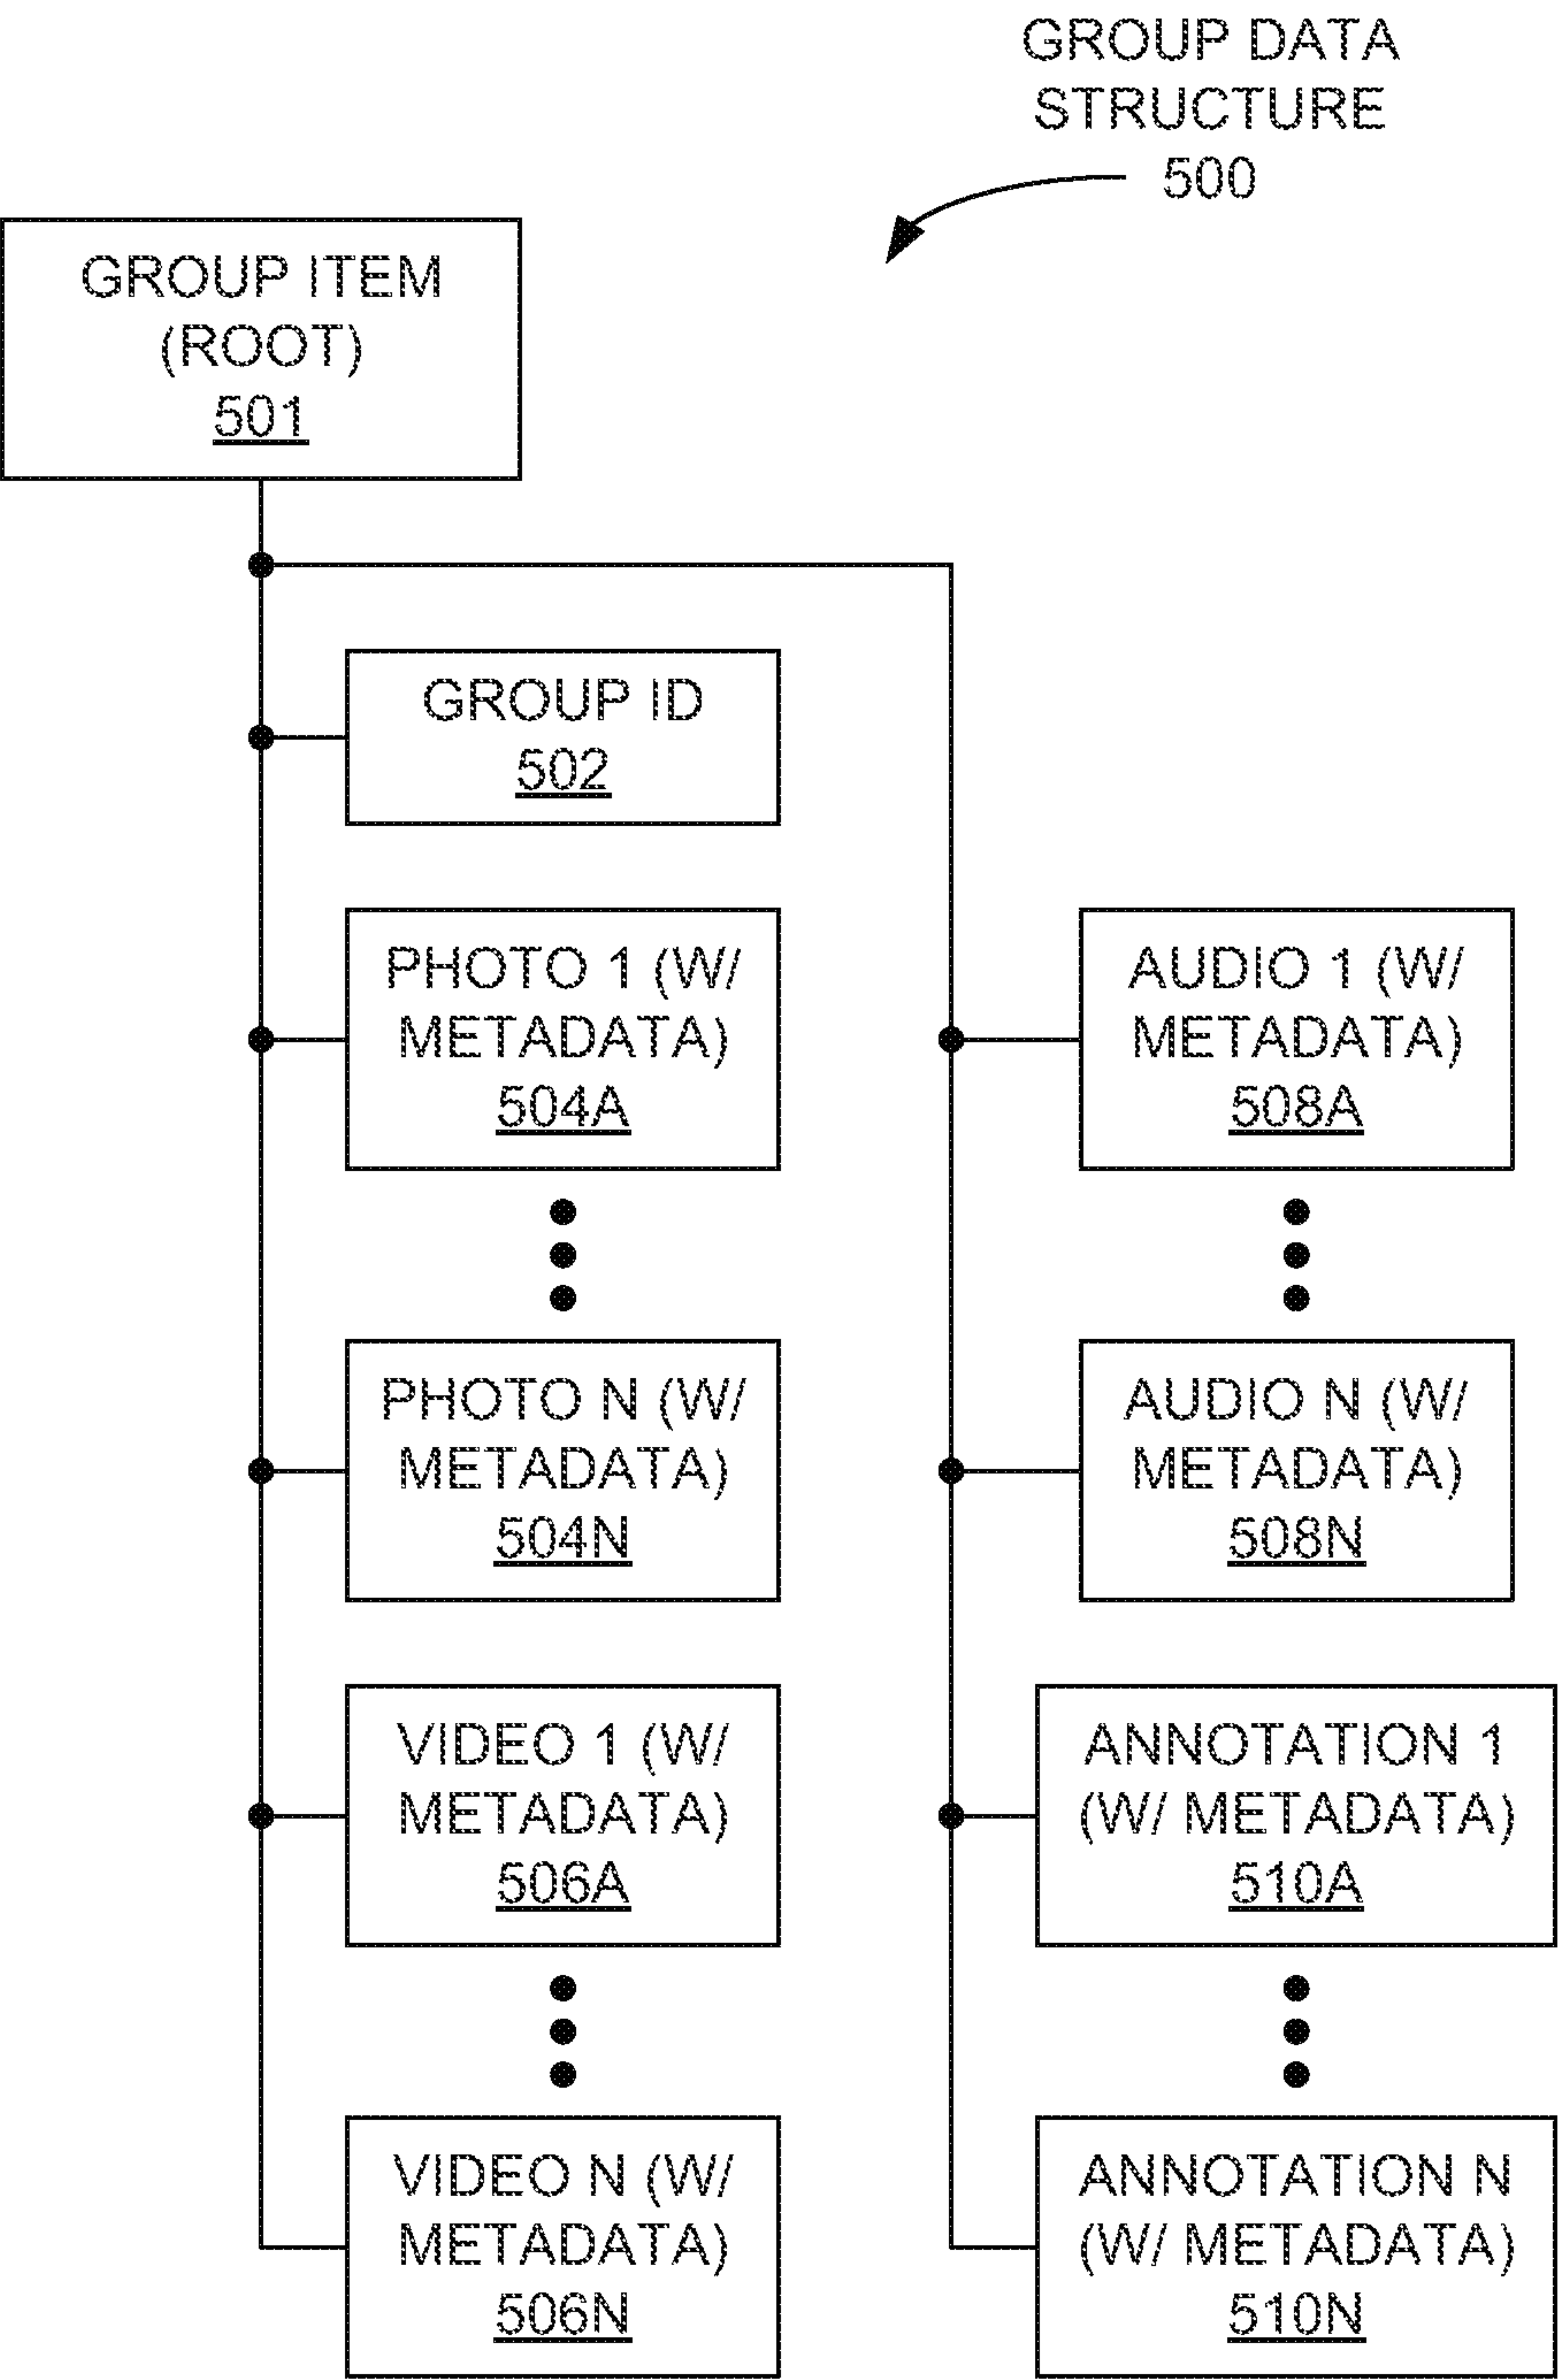 GROUP DATA
STRUCTURE
500
GROUP ITEM
(ROOT)
501
GROUP ID
502
PHOTO 1 (W/
METADATA)
504A
PHOTO N (W/
METADATA)
504N
VIDEO 1 (W/
METADATA)
506A
VIDEO N (W/
METADATA)
506N
AUDIO 1 (W/
METADATA)
508A
AUDIO N (W/
METADATA)
508N
ANNOTATION 1
(W/ METADATA)
510A
ANNOTATION N
(W/ METADATA)
510N